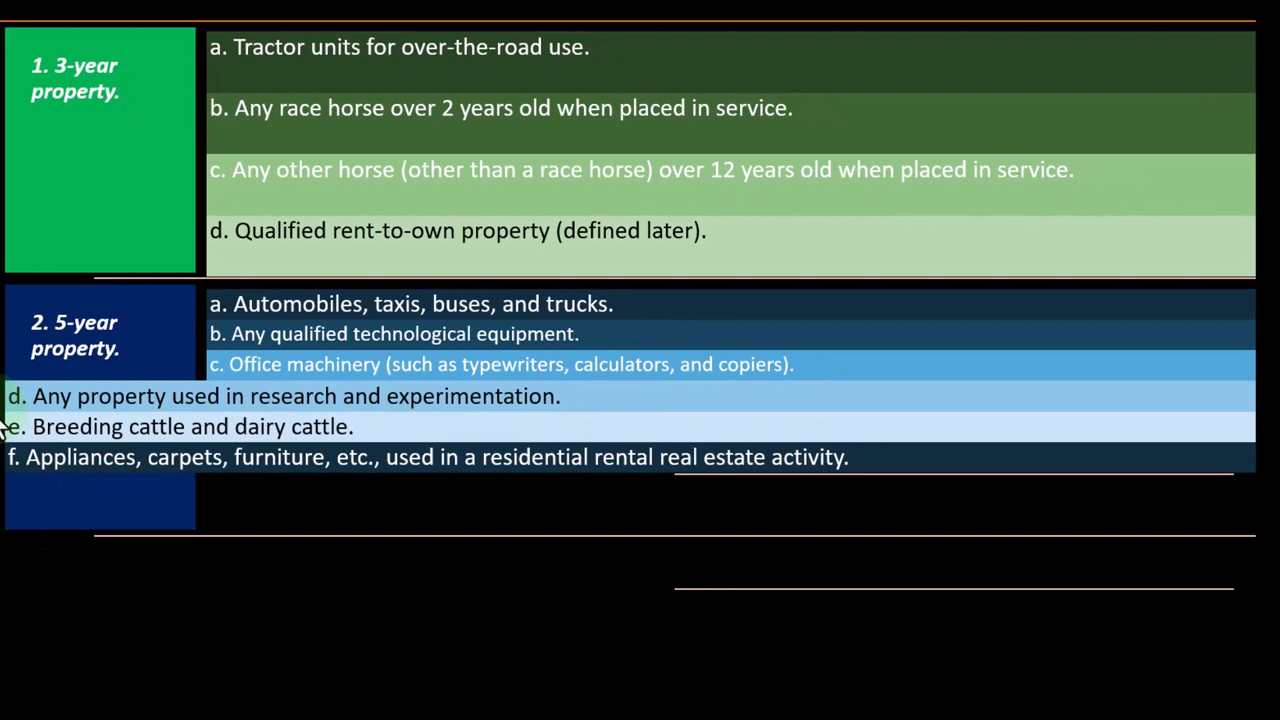 1. 3-year
property.
a. Tractor units for over-the-road use.
b. Any race horse over 2 years old when placed in service.
c. Any other horse (other than a race horse) over 12 years old when placed in service.
d. Qualified rent-to-own property (defined later).
2. 5-year
property.
a. Automobiles, taxis, buses, and trucks.
b. Any qualified technological equipment.
c. Office machinery (such as typewriters, calculators, and copiers).
d. Any property used in research and experimentation.
e. Breeding cattle and dairy cattle.
f. Appliances, carpets, furniture, etc., used in a residential rental real estate activity.